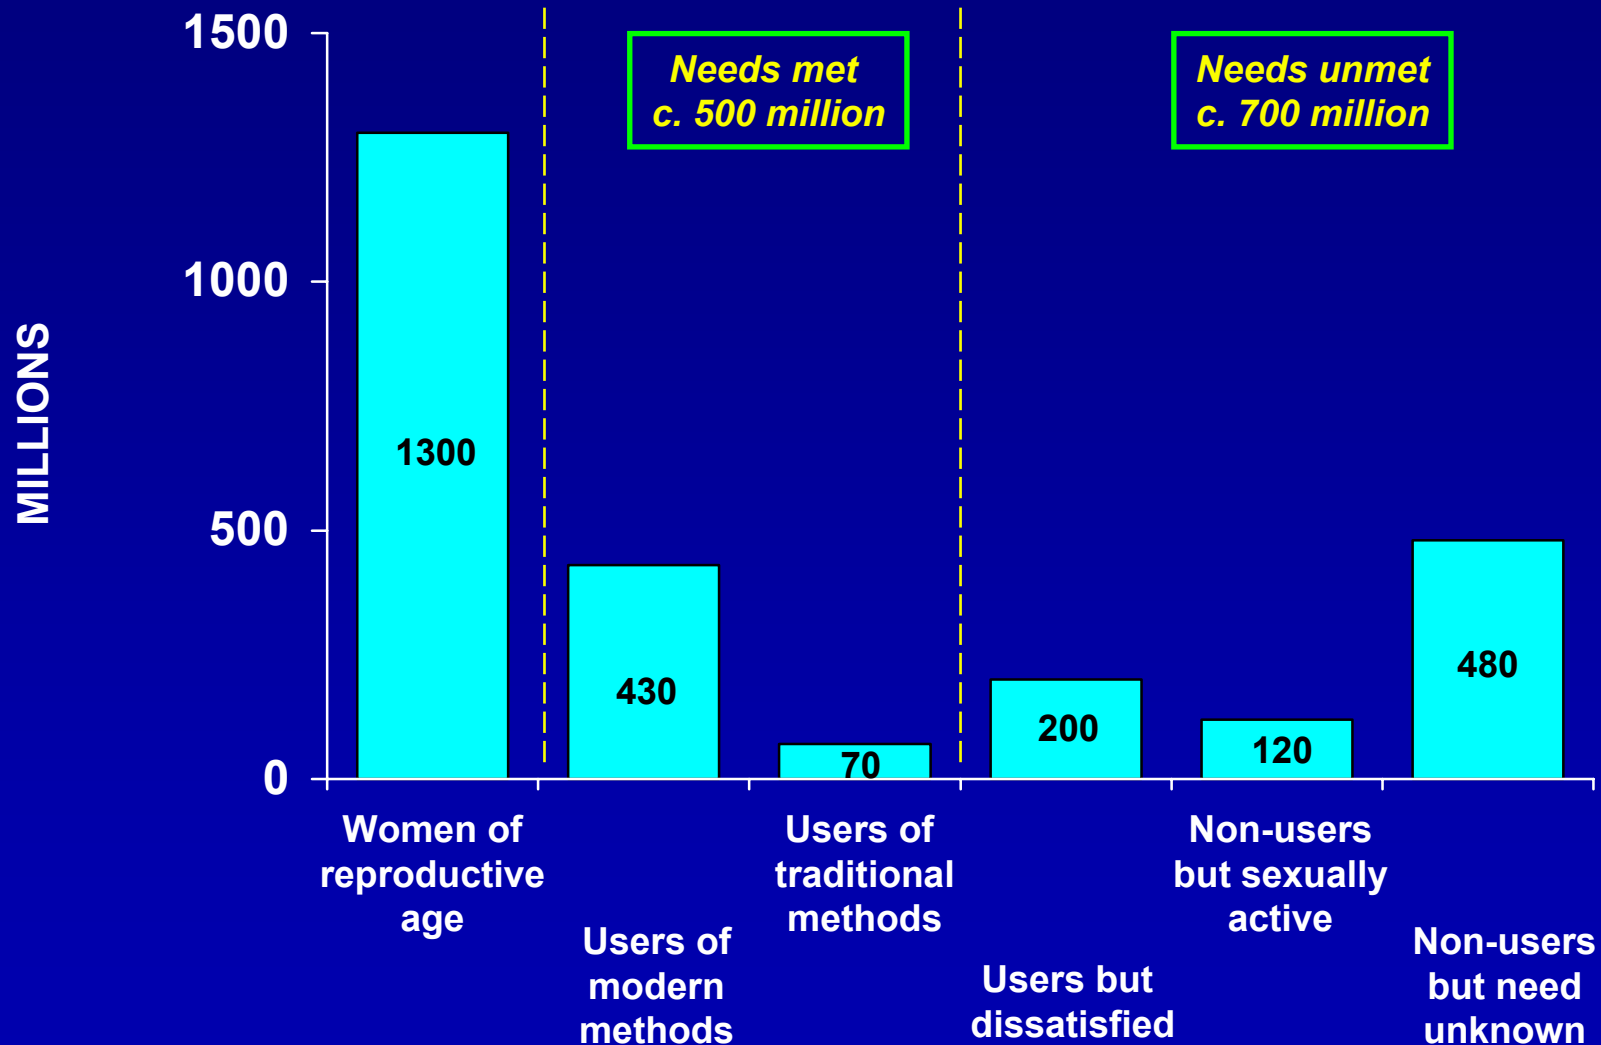 1500
1000
500
0
MILLIONS
Needs met
c. 500 million
Needs unmet
c. 700 million
1300
430
70
200
120
480
Women of
reproductive
age
Users of
modern
methods
Users of
traditional
methods
Users but
dissatisfied
Non-users
but sexually
active
Non-users
but need
unknown